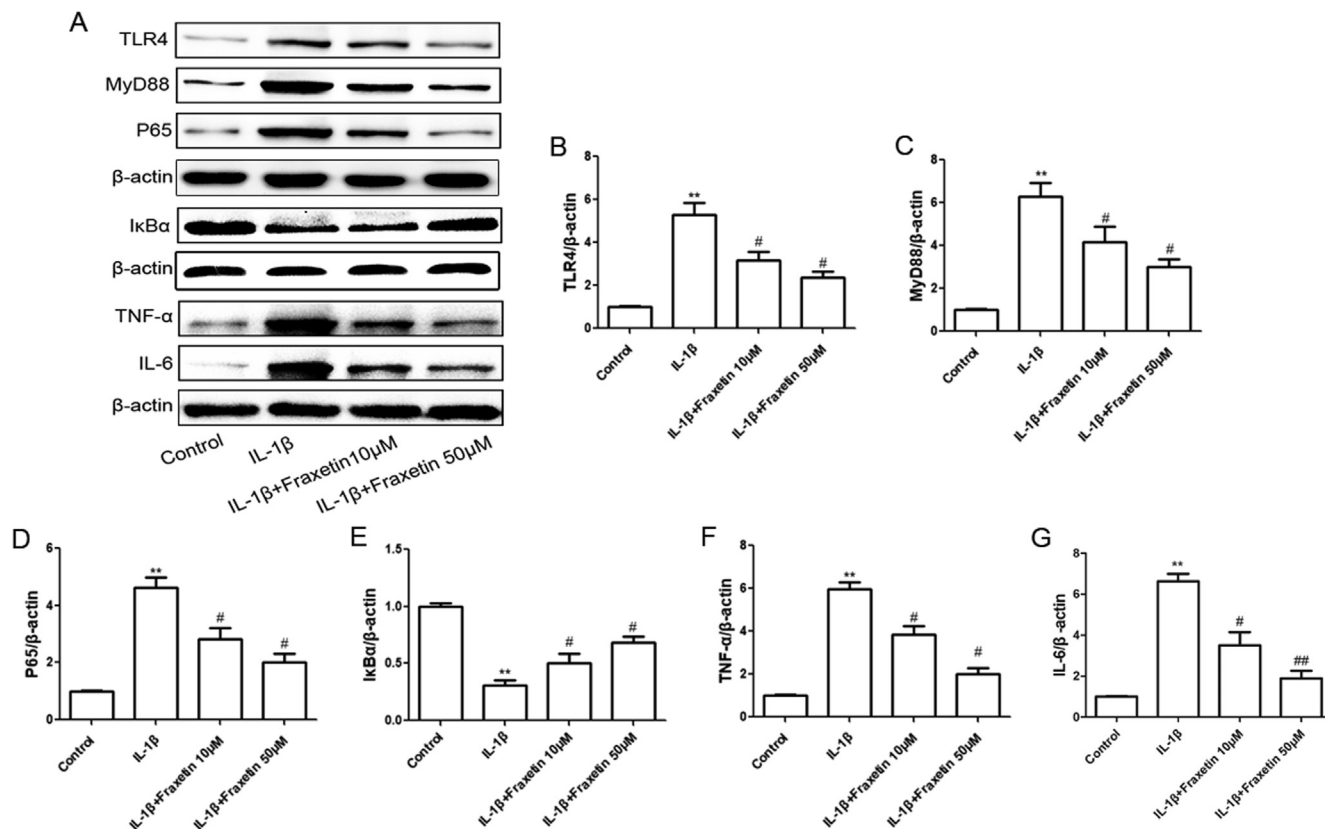 A
TLR4
MyD88
P65
β-actin
IκBα
β-actin
TNF-α
IL-6
β-actin
Control
IL-1β
IL-1β+Fraxetin10μM
IL-1β+Fraxetin 50μM
B
TLR4/β-actin
8
6
4
2
0
**
#
#
Control
IL-1β
IL-1β+Fraxetin 10μM
IL-1β+Fraxetin 50μM
C
MyD88/β-actin
8
6
4
2
0
**
#
#
Control
IL-1β
IL-1β+Fraxetin 10μM
IL-1β+Fraxetin 50μM
D
P65/β-actin
6
4
2
0
**
#
#
Control
IL-1β
IL-1β+Fraxetin 10μM
IL-1β+Fraxetin 50μM
E
IκBα/β-actin
1.5
1.0
0.5
0.0
**
#
#
Control
IL-1β
IL-1β+Fraxetin 10μM
IL-1β+Fraxetin 50μM
F
TNF-α/β-actin
8
6
4
2
0
**
#
#
Control
IL-1β
IL-1β+Fraxetin 10μM
IL-1β+Fraxetin 50μM
G
IL-6/β -actin
8
6
4
2
0
**
#
##
Control
IL-1β
IL-1β+Fraxetin 10μM
IL-1β+Fraxetin 50μM